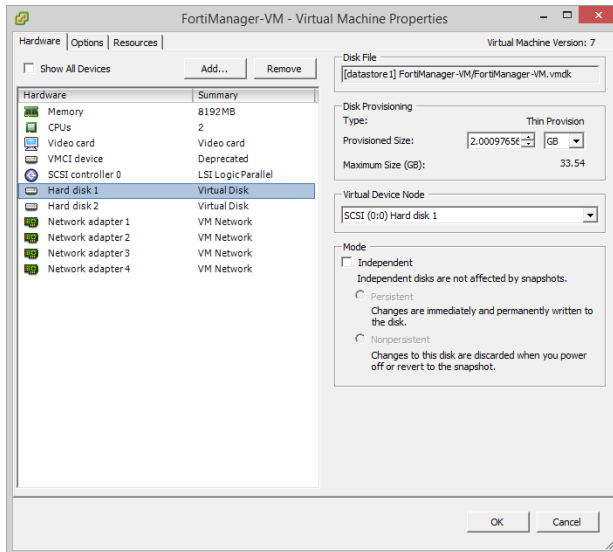 FortiManager-VM - Virtual Machine Properties
Hardware Options Resources
Virtual Machine Version: 7
Show All Devices
Add...
Remove
Hardware Summary
Memory 8192MB
CPUs 2
Video card Video card
VMCI device Deprecated
SCSI controller 0 LSI Logic Parallel
Hard disk 1 Virtual Disk
Hard disk 2 Virtual Disk
Network adapter 1 VM Network
Network adapter 2 VM Network
Network adapter 3 VM Network
Network adapter 4 VM Network
Disk File
[datastore1] FortiManager-VM/FortiManager-VM.vmdk
Disk Provisioning
Type: Thin Provision
Provisioned Size: 2.00097656 GB
Maximum Size (GB): 33.54
Virtual Device Node
SCSI (0:0) Hard disk 1
Mode
Independent
Independent disks are not affected by snapshots.
Persistent
Changes are immediately and permanently written to
the disk.
Nonpersistent
Changes to this disk are discarded when you power
off or revert to the snapshot.
OK
Cancel